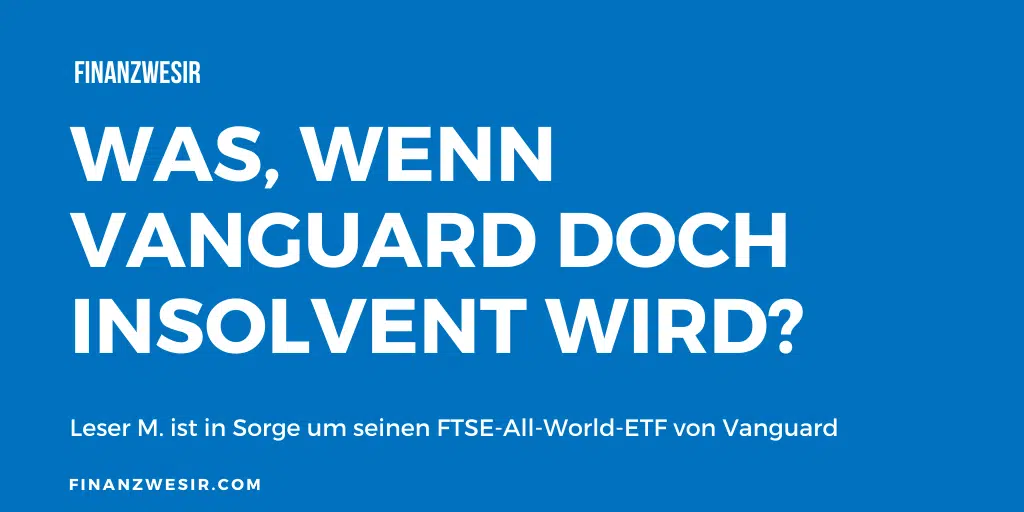 FINANZWESIR
WAS, WENN
VANGUARD DOCH
INSOLVENT WIRD?
Leser M. ist in Sorge um seinen FTSE-All-World-ETF von Vanguard
FINANZWESIR.COM